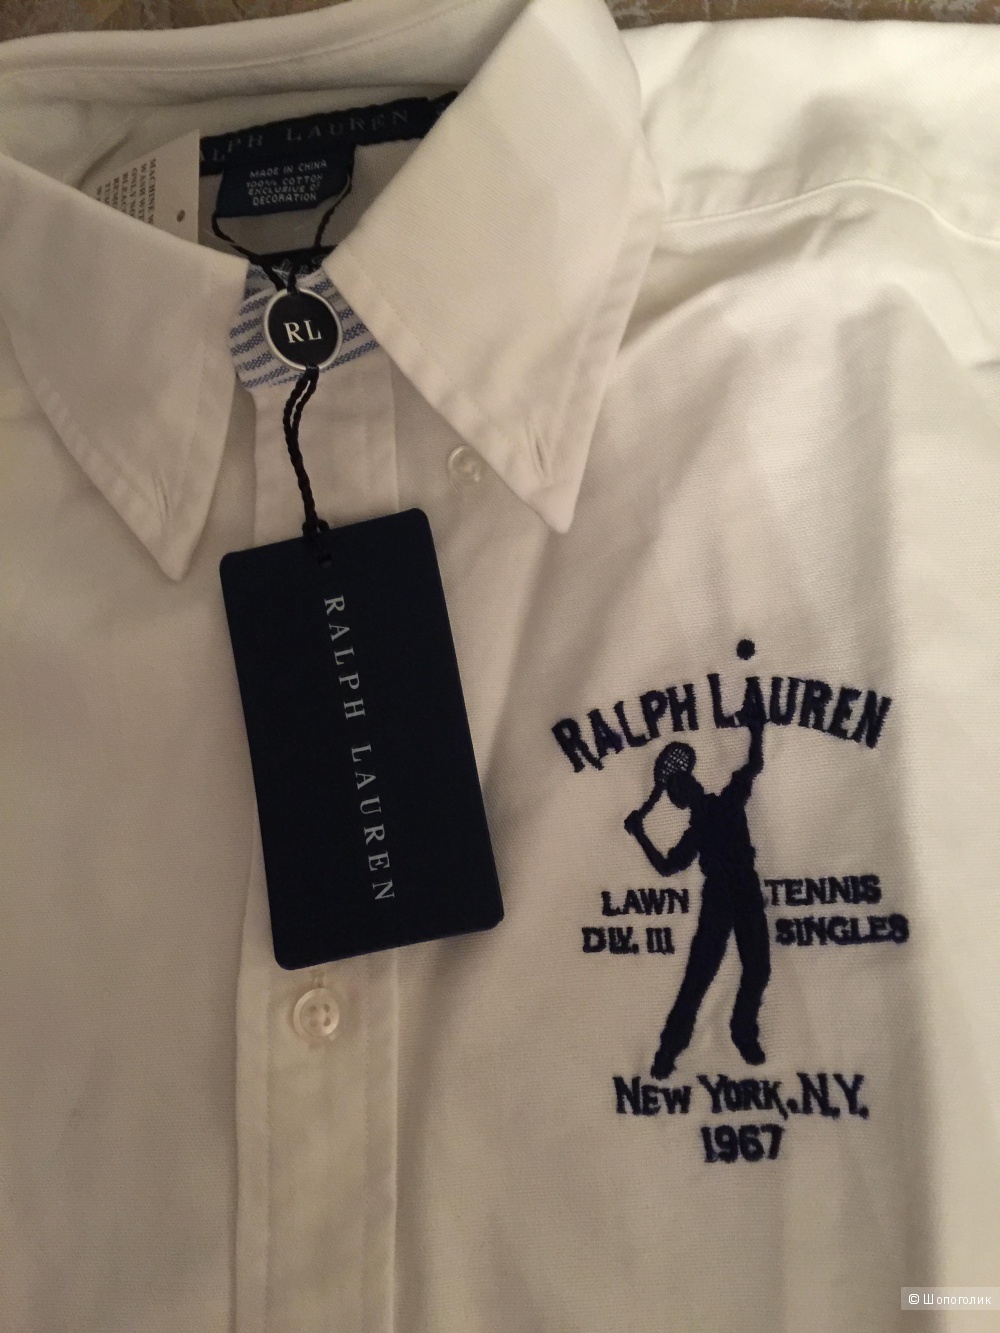 RALPH LAUREN
MADE IN CHINA
100% COTTON
EXCLUSIVE OF
DECORATION
RL
RALPH LAUREN
RALPH LAUREN
LAWN TENNIS
DIV. III SINGLES
NEW YORK, N.Y.
1967
© Шопоголик